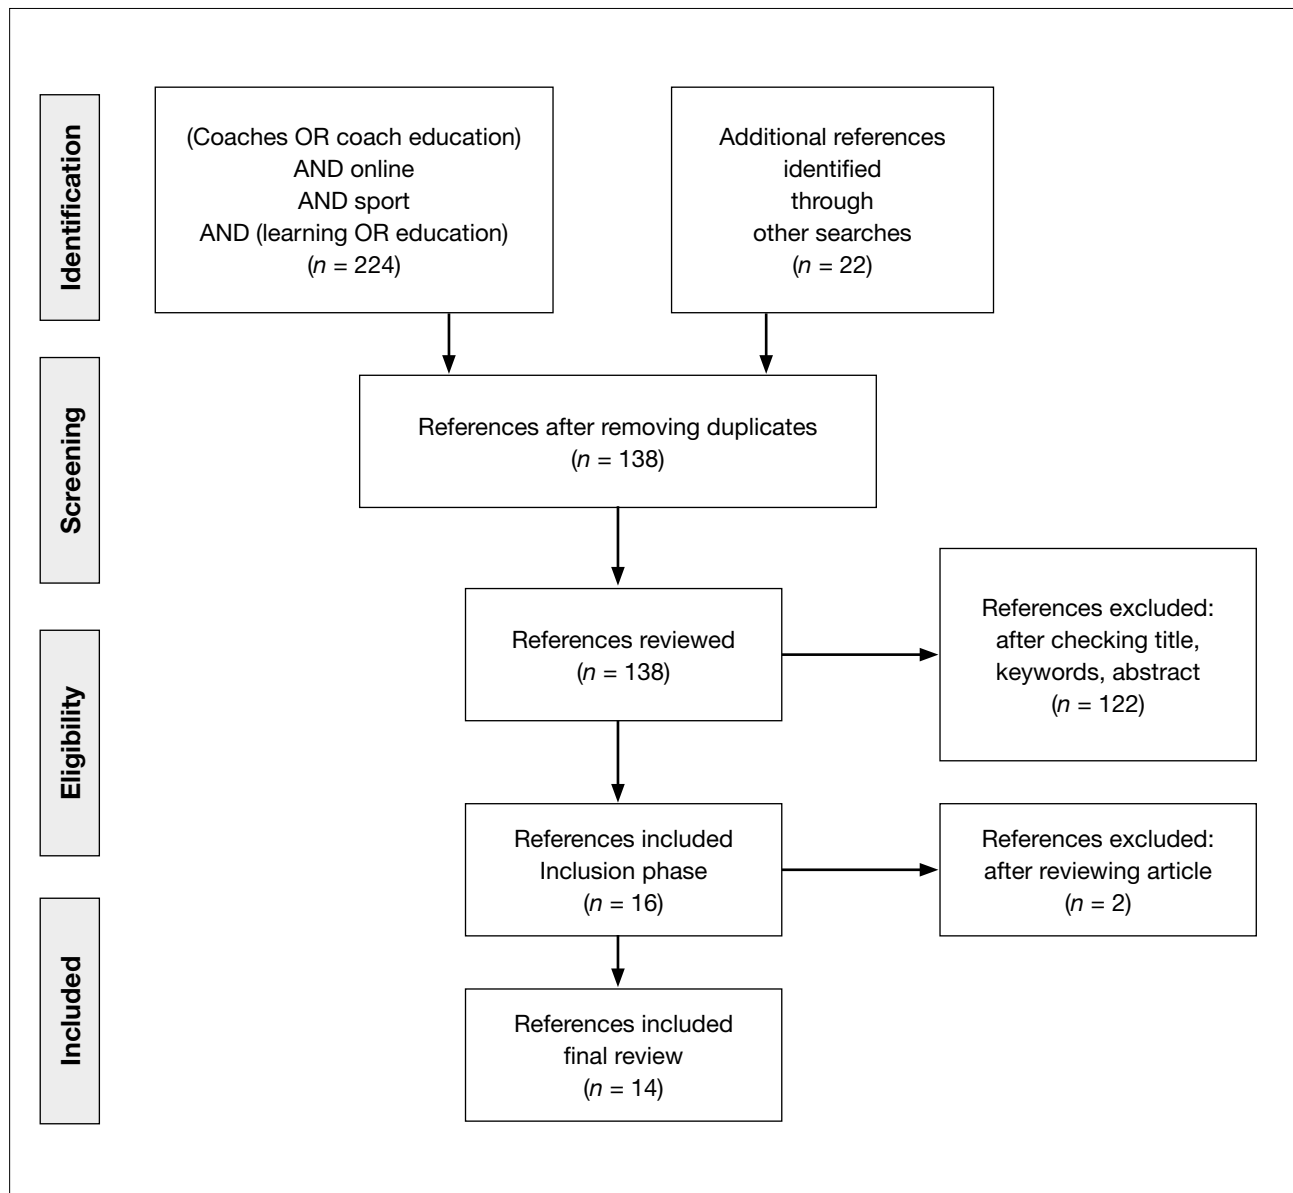 Identification
(Coaches OR coach education)
AND online
AND sport
AND (learning OR education)
(n = 224)
Additional references
identified
through
other searches
(n = 22)
Screening
References after removing duplicates
(n = 138)
Eligibility
References reviewed
(n = 138)
References excluded:
after checking title,
keywords, abstract
(n = 122)
References included
Inclusion phase
(n = 16)
References excluded:
after reviewing article
(n = 2)
Included
References included
final review
(n = 14)